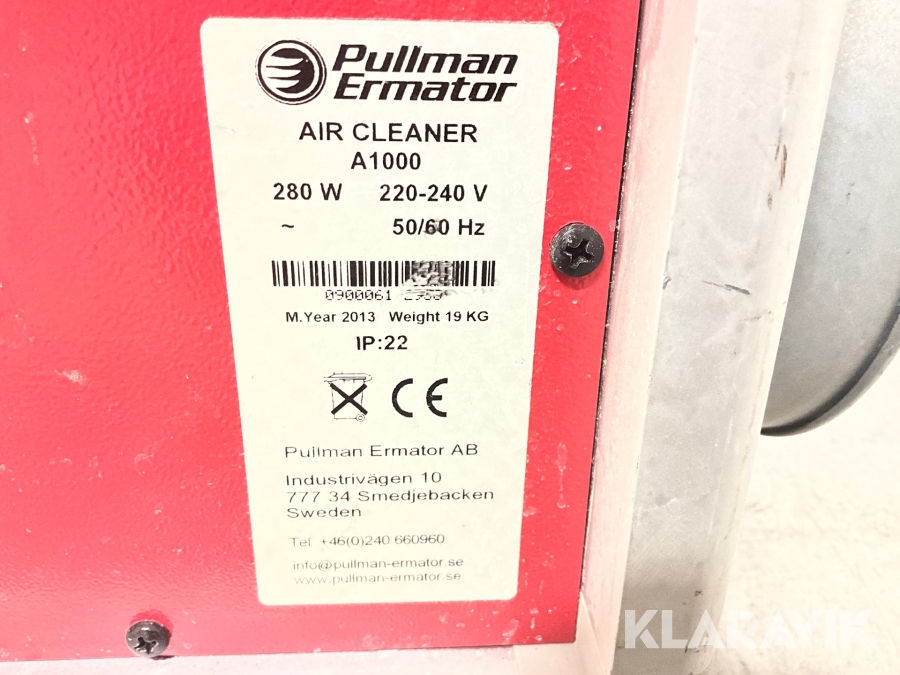 Pullman
Ermator
AIR CLEANER
A1000
280 W 220-240 V
~ 50/60 Hz
0900061
M.Year 2013 Weight 19 KG
IP:22
CE
Pullman Ermator AB
Industrivägen 10
777 34 Smedjebacken
Sweden
Tel +46(0)240 660960
info@pullman-ermator.se
www.pullman-ermator.se
KLARAVIK